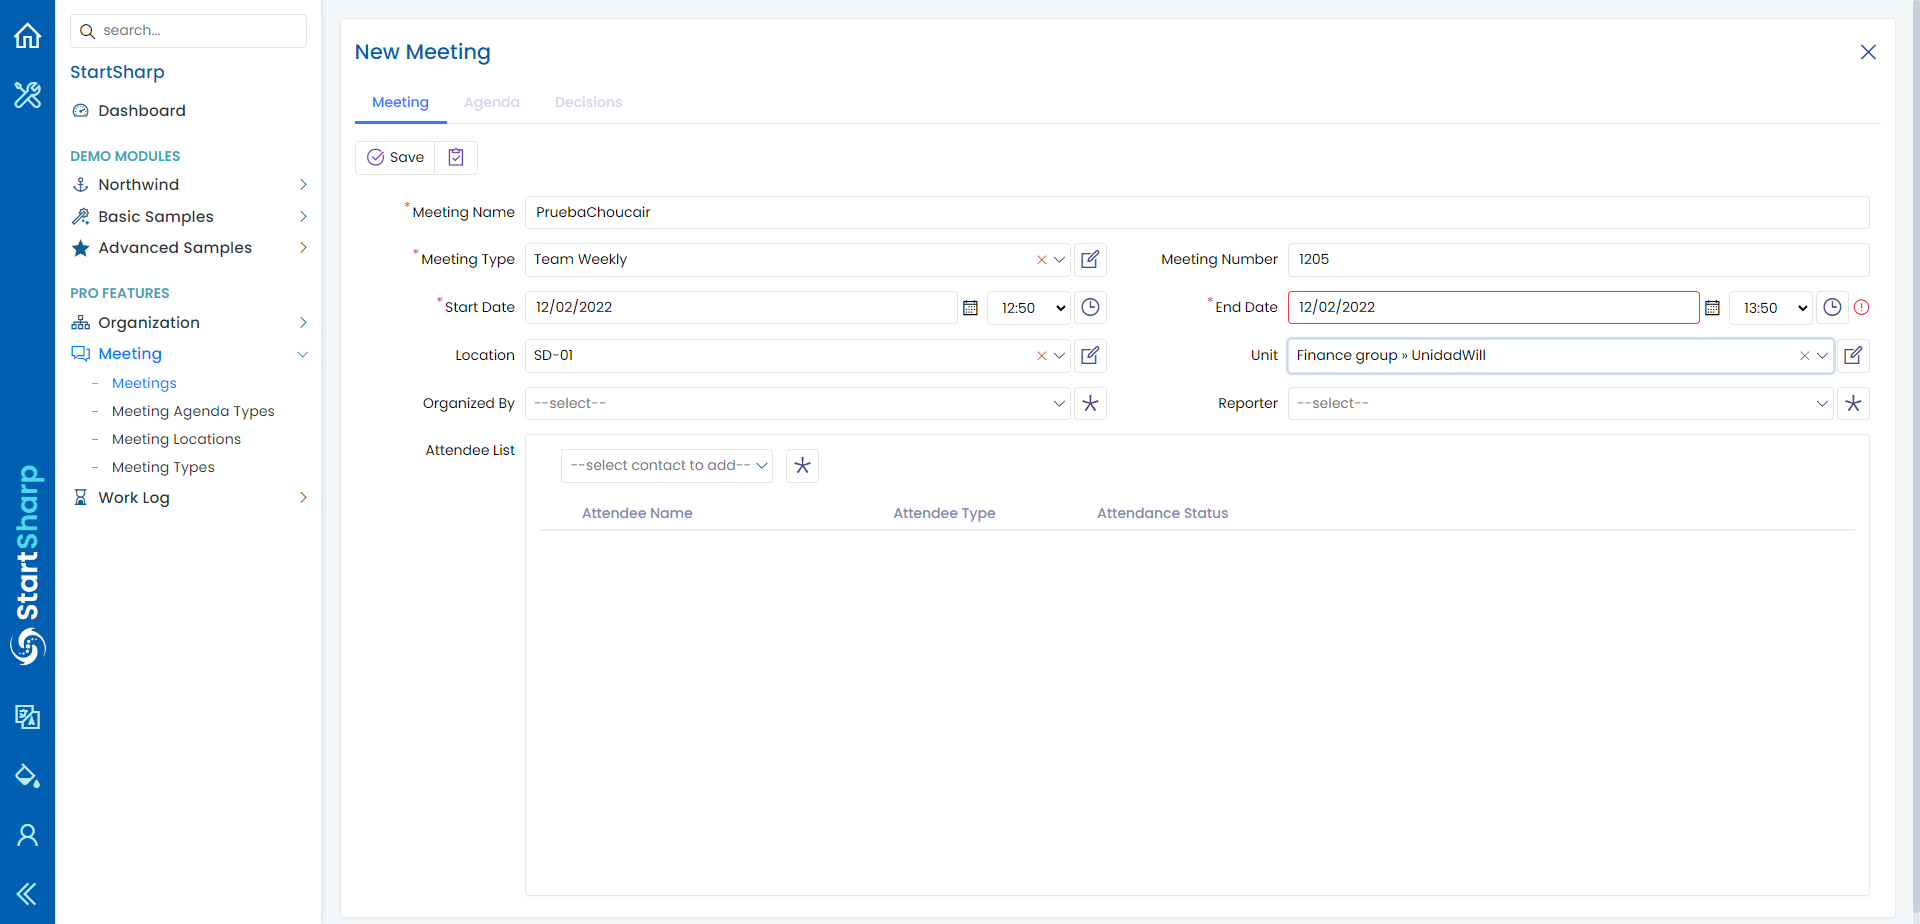 search...
StartSharp
Dashboard
DEMO MODULES
Northwind
Basic Samples
Advanced Samples
PRO FEATURES
Organization
Meeting
- Meetings
- Meeting Agenda Types
- Meeting Locations
- Meeting Types
Work Log
StartSharp
New Meeting
Meeting Agenda Decisions
Save
*Meeting Name PruebaChoucair
*Meeting Type Team Weekly Meeting Number 1205
*Start Date 12/02/2022 12:50 *End Date 12/02/2022 13:50
Location SD-01 Unit Finance group » UnidadWill
Organized By --select-- Reporter --select--
Attendee List --select contact to add--
Attendee Name Attendee Type Attendance Status